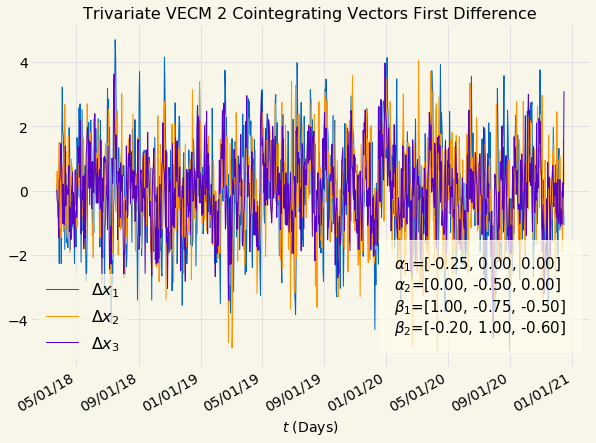 Trivariate VECM 2 Cointegrating Vectors First Difference
4
2
0
−2
−4
Δx₁
Δx₂
Δx₃
α₁=[-0.25, 0.00, 0.00]
α₂=[0.00, -0.50, 0.00]
β₁=[1.00, -0.75, -0.50]
β₂=[-0.20, 1.00, -0.60]
05/01/18 09/01/18 01/01/19 05/01/19 09/01/19 01/01/20 05/01/20 09/01/20 01/01/21
t (Days)